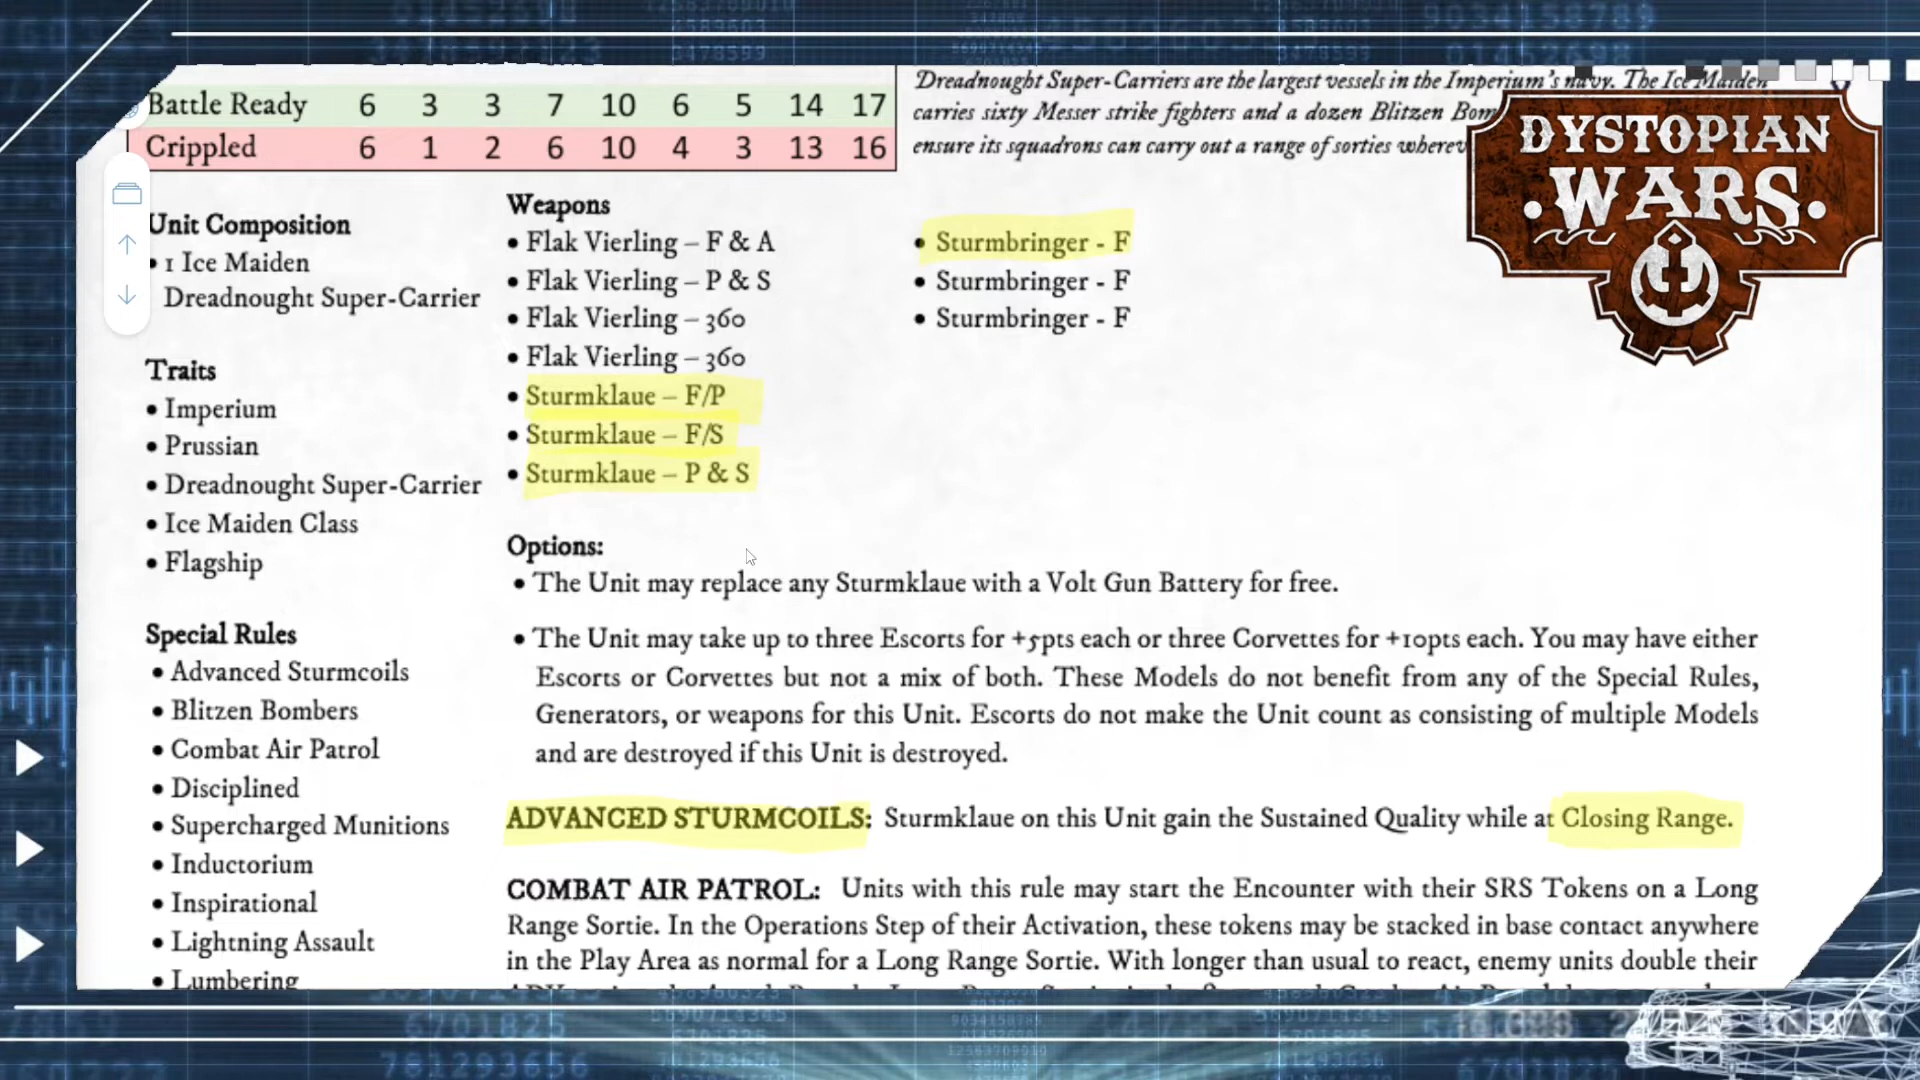 Battle Ready 6 3 3 7 10 6 5 14 17
Crippled 6 1 2 6 10 4 3 13 16
Dreadnought Super-Carriers are the largest vessels in the Imperium's navy. The Ice Maiden
carries sixty Messer strike fighters and a dozen Blitzen
ensure its squadrons can carry out a range of sorties
DYSTOPIAN
WARS
Unit Composition
• 1 Ice Maiden
Dreadnought Super-Carrier
Traits
• Imperium
• Prussian
• Dreadnought Super-Carrier
• Ice Maiden Class
• Flagship
Special Rules
• Advanced Sturmcoils
• Blitzen Bombers
• Combat Air Patrol
• Disciplined
• Supercharged Munitions
• Inductorium
• Inspirational
• Lightning Assault
• Lumbering
Weapons
• Flak Vierling – F & A
• Flak Vierling – P & S
• Flak Vierling – 360
• Flak Vierling – 360
• Sturmklaue – F/P
• Sturmklaue – F/S
• Sturmklaue – P & S
• Sturmbringer - F
• Sturmbringer - F
• Sturmbringer - F
Options:
• The Unit may replace any Sturmklaue with a Volt Gun Battery for free.
• The Unit may take up to three Escorts for +5pts each or three Corvettes for +10pts each. You may have either
Escorts or Corvettes but not a mix of both. These Models do not benefit from any of the Special Rules,
Generators, or weapons for this Unit. Escorts do not make the Unit count as consisting of multiple Models
and are destroyed if this Unit is destroyed.
ADVANCED STURMCOILS: Sturmklaue on this Unit gain the Sustained Quality while at Closing Range.
COMBAT AIR PATROL: Units with this rule may start the Encounter with their SRS Tokens on a Long
Range Sortie. In the Operations Step of their Activation, these tokens may be stacked in base contact anywhere
in the Play Area as normal for a Long Range Sortie. With longer than usual to react, enemy units double their
6701825
781293656